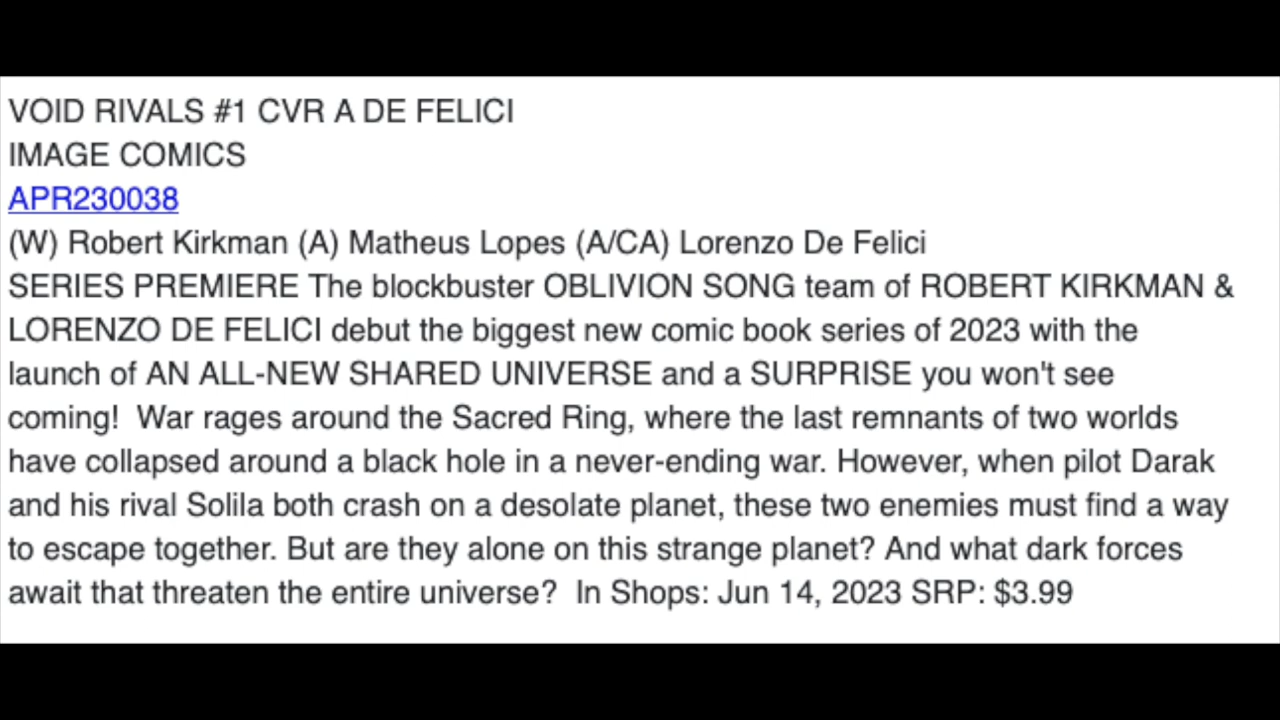 VOID RIVALS #1 CVR A DE FELICI
IMAGE COMICS
APR230038
(W) Robert Kirkman (A) Matheus Lopes (A/CA) Lorenzo De Felici
SERIES PREMIERE The blockbuster OBLIVION SONG team of ROBERT KIRKMAN &
LORENZO DE FELICI debut the biggest new comic book series of 2023 with the
launch of AN ALL-NEW SHARED UNIVERSE and a SURPRISE you won't see
coming!  War rages around the Sacred Ring, where the last remnants of two worlds
have collapsed around a black hole in a never-ending war. However, when pilot Darak
and his rival Solila both crash on a desolate planet, these two enemies must find a way
to escape together. But are they alone on this strange planet? And what dark forces
await that threaten the entire universe?  In Shops: Jun 14, 2023 SRP: $3.99